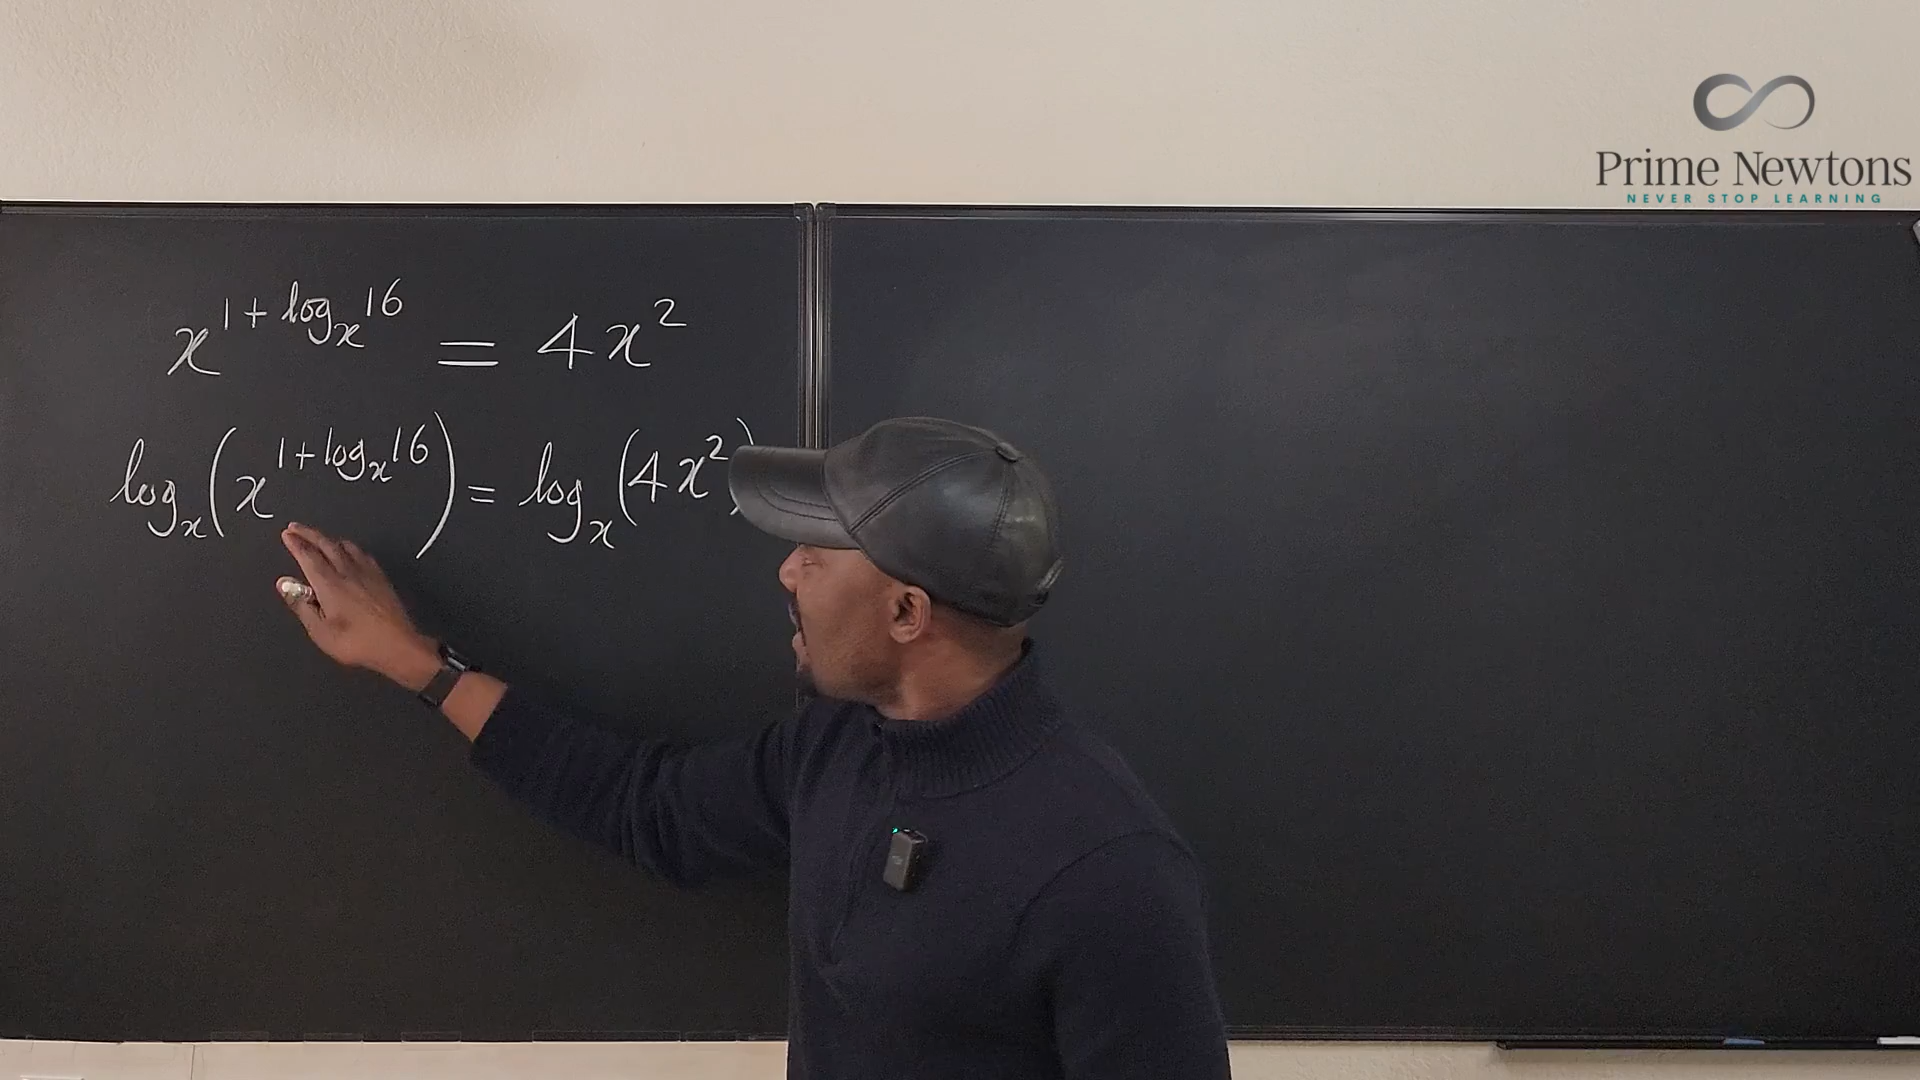 Prime Newtons
NEVER STOP LEARNING
x^{1+log_x 16} = 4x^2
log_x(x^{1+log_x 16}) = log_x(4x^2)